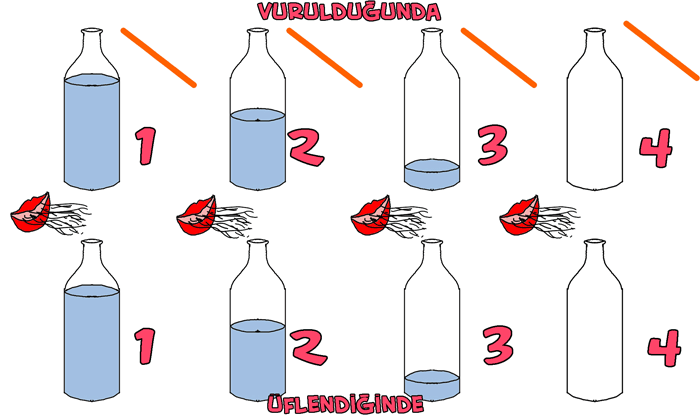 VURULDUĞUNDA
1 2 3 4
1 2 3 4
ÜFLENDİĞİNDE